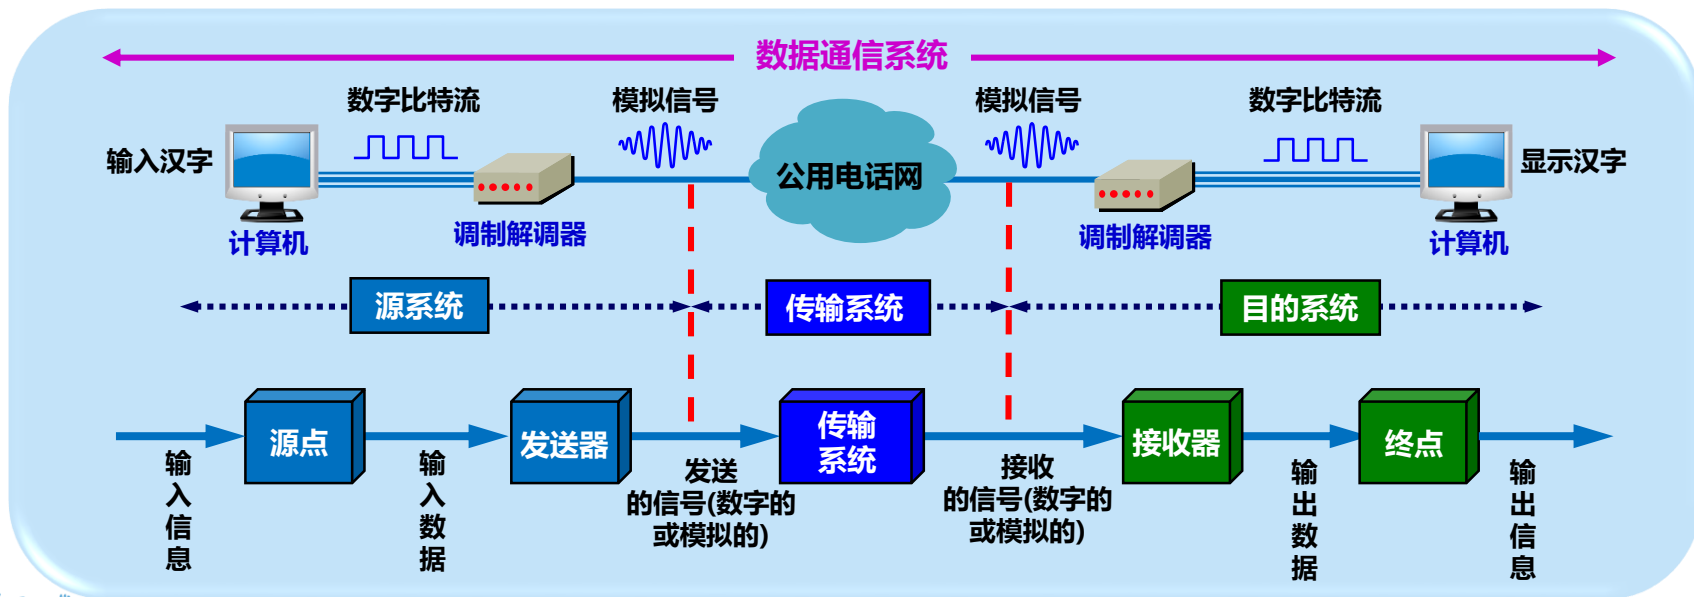 数据通信系统
数字比特流
模拟信号
模拟信号
数字比特流
输入汉字
公用电话网
显示汉字
计算机
调制解调器
调制解调器
计算机
源系统
传输系统
目的系统
源点
发送器
传输
系统
接收器
终点
输入信息
输入数据
发送
的信号(数字的
或模拟的)
接收
的信号(数字的
或模拟的)
输出数据
输出信息